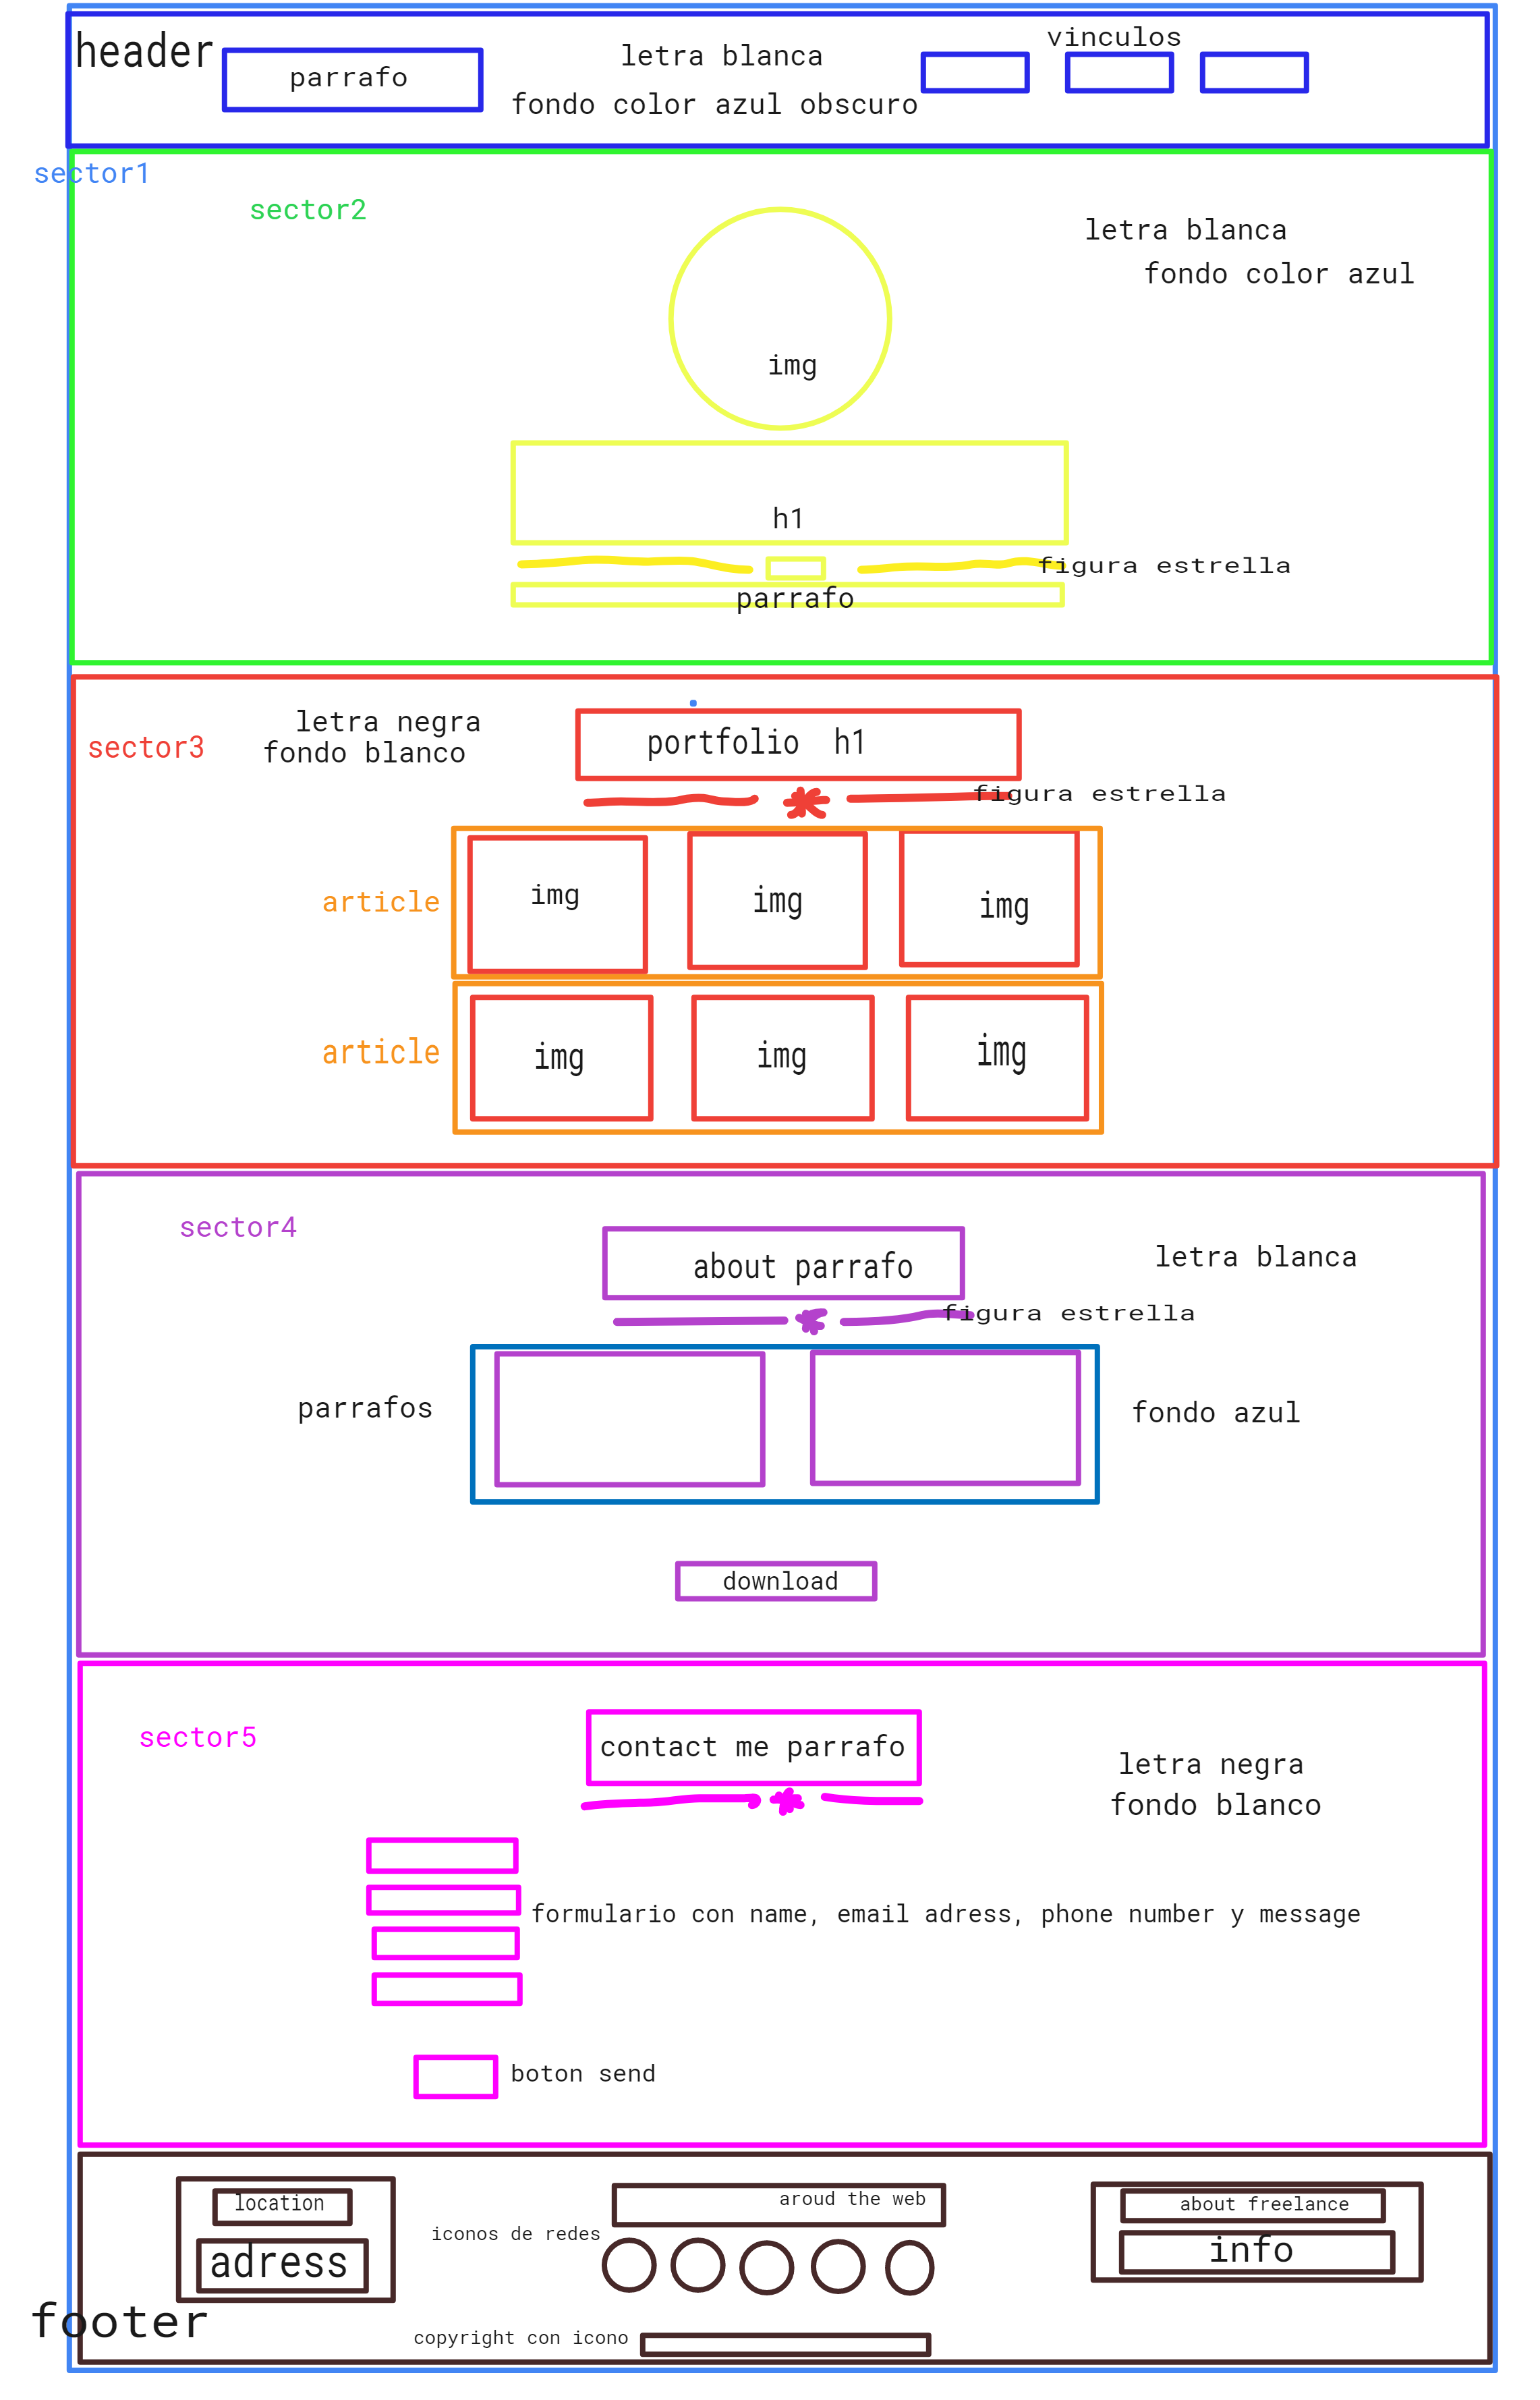 header
parrafo
letra blanca
fondo color azul obscuro
vinculos
sector1
sector2
letra blanca
fondo color azul
img
h1
figura estrella
parrafo
sector3
letra negra
fondo blanco
portfolio h1
figura estrella
article
img
img
img
article
img
img
img
sector4
about parrafo
letra blanca
figura estrella
parrafos
fondo azul
download
sector5
contact me parrafo
letra negra
fondo blanco
formulario con name, email adress, phone number y message
boton send
location
adress
aroud the web
iconos de redes
about freelance
info
footer
copyright con icono